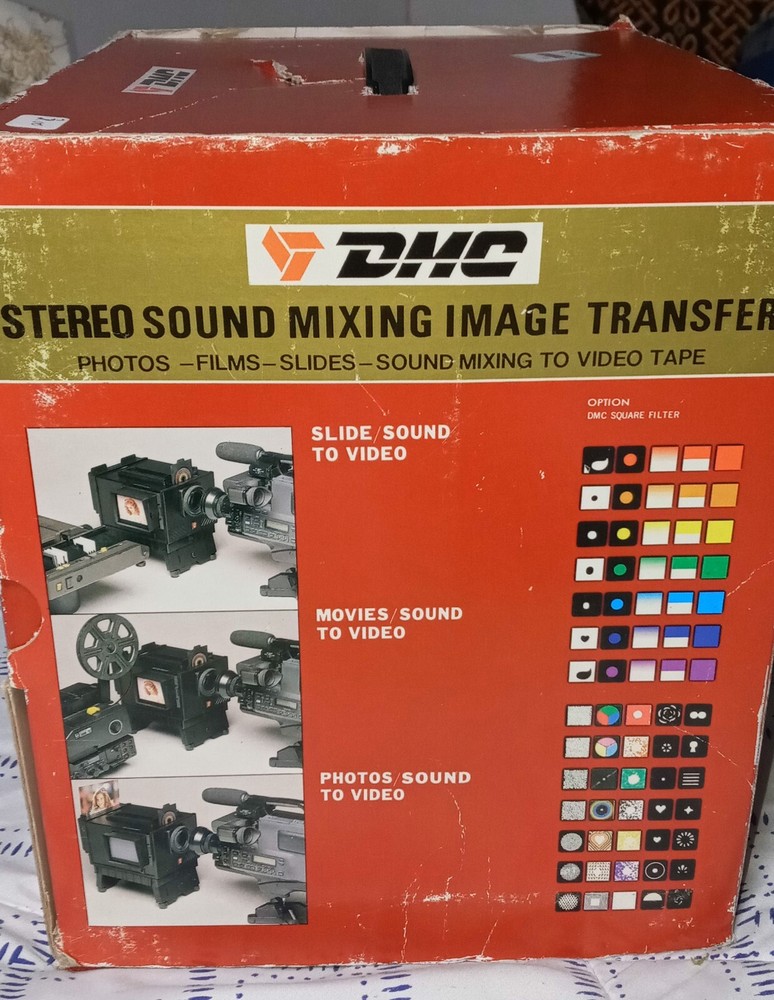 DMC
STEREO SOUND MIXING IMAGE TRANSFER
PHOTOS –FILMS–SLIDES–SOUND MIXING TO VIDEO TAPE
OPTION
DMC SQUARE FILTER
SLIDE/SOUND
TO VIDEO
MOVIES/SOUND
TO VIDEO
PHOTOS/SOUND
TO VIDEO